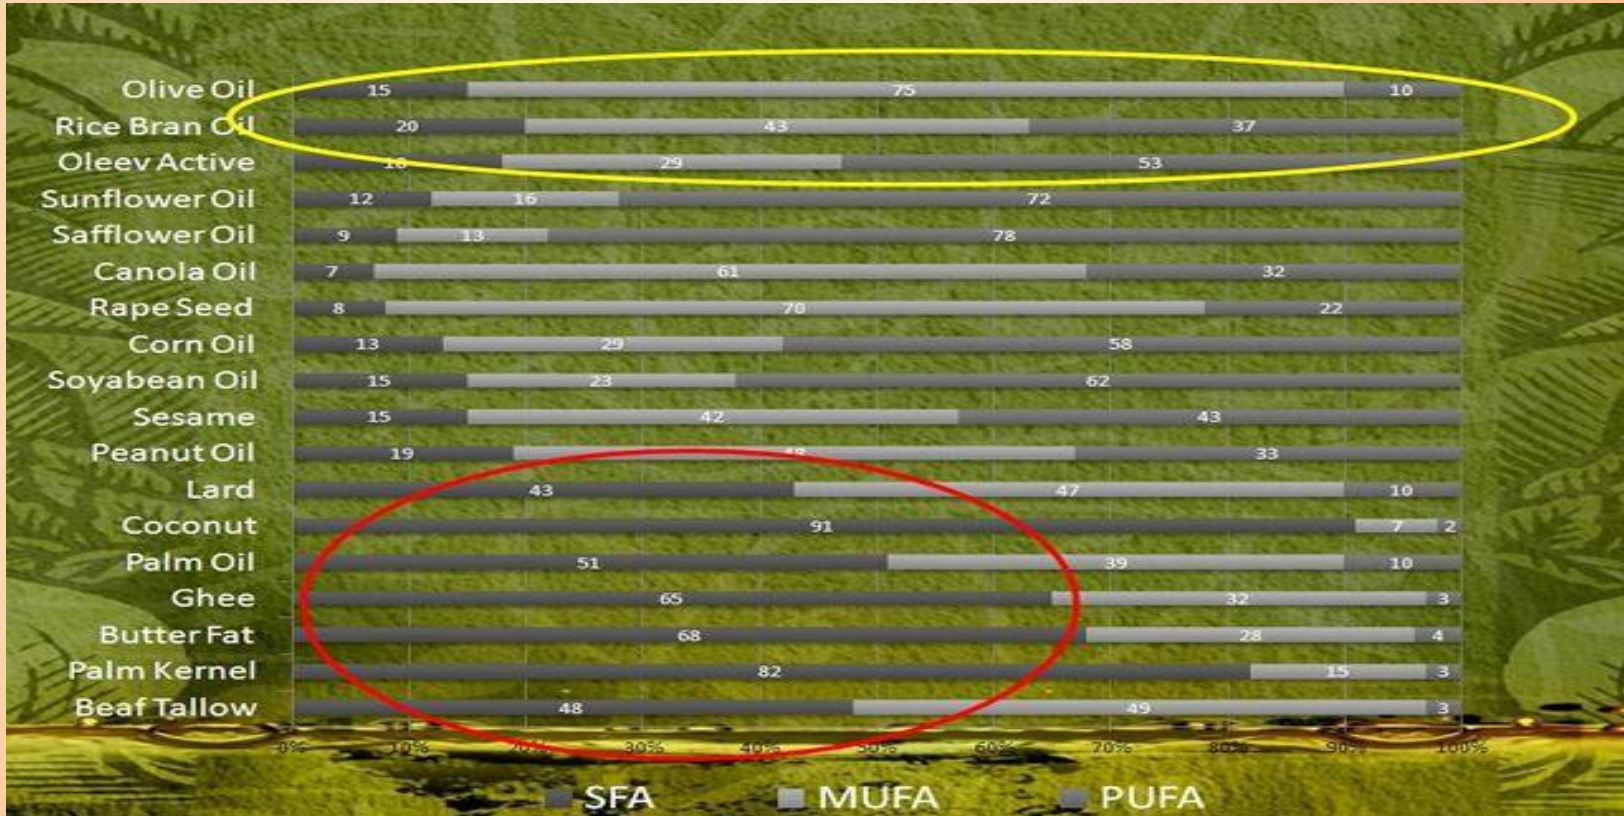 Olive Oil 15 75 10
Rice Bran Oil 20 43 37
Oleev Active 18 29 53
Sunflower Oil 12 16 72
Safflower Oil 9 13 78
Canola Oil 7 61 32
Rape Seed 8 70 22
Corn Oil 13 29 58
Soyabean Oil 15 23 62
Sesame 15 42 43
Peanut Oil 19 48 33
Lard 43 47 10
Coconut 91 7 2
Palm Oil 51 39 10
Ghee 65 32 3
Butter Fat 68 28 4
Palm Kernel 82 15 3
Beaf Tallow 48 49 3
0% 10% 20% 30% 40% 50% 60% 70% 80% 90% 100%
SFA MUFA PUFA